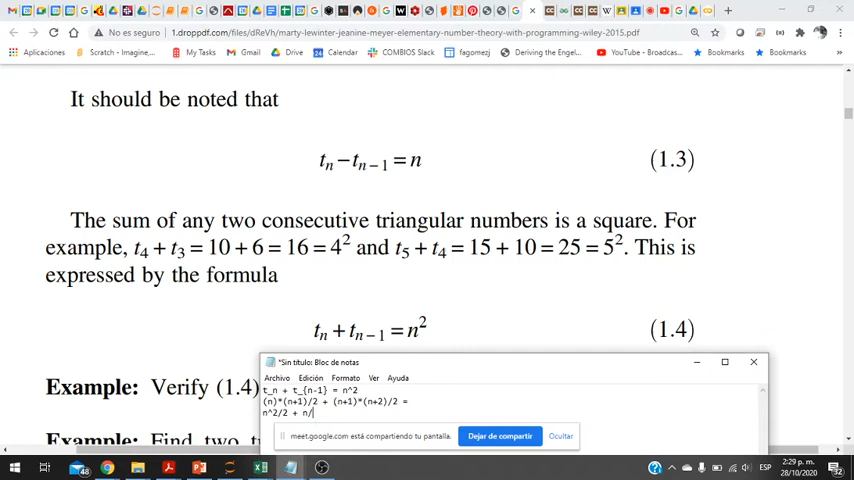 1.droppdf.com/files/dReVh/marty-lewinter-jeanine-meyer-elementary-number-theory-with-programming-wiley-2015.pdf
Aplicaciones Scratch - Imagine,... My Tasks Gmail Drive Calendar COMBIOS Slack fagomezj Deriving the Engel... YouTube - Broadcas... Bookmarks Bookmarks
It should be noted that
tₙ − tₙ₋₁ = n (1.3)
The sum of any two consecutive triangular numbers is a square. For
example, t₄ + t₃ = 10 + 6 = 16 = 4² and t₅ + t₄ = 15 + 10 = 25 = 5². This is
expressed by the formula
tₙ + tₙ₋₁ = n² (1.4)
*Sin título: Bloc de notas
Archivo Edición Formato Ver Ayuda
t_n + t_{n-1} = n^2
(n)*(n+1)/2 + (n+1)*(n+2)/2 =
n^2/2 + n/
Example: Verify (1.4)
meet.google.com está compartiendo tu pantalla. Dejar de compartir Ocultar
Example: Find two t
48 ESP 2:29 p. m.
28/10/2020 32